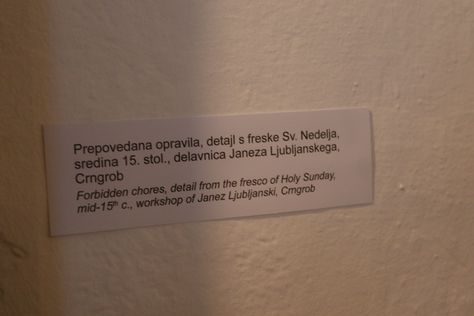 Prepovedana opravila, detajl s freske Sv. Nedelja,
sredina 15. stol., delavnica Janeza Ljubljanskega,
Crngrob
Forbidden chores, detail from the fresco of Holy Sunday,
mid-15th c., workshop of Janez Ljubljanski, Crngrob